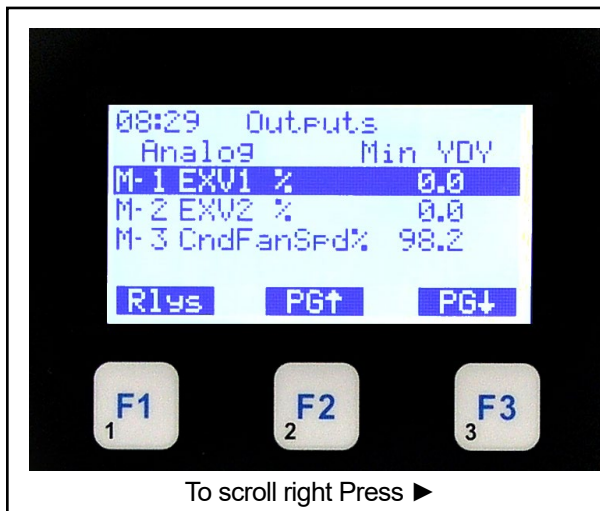 08:29 Outputs
Analog Min YDY
M- 1 EXV1 % 0.0
M- 2 EXV2 % 0.0
M- 3 CndFanSpd% 98.2
Rlys PG↑ PG↓
F1 F2 F3
1 2 3
To scroll right Press ►